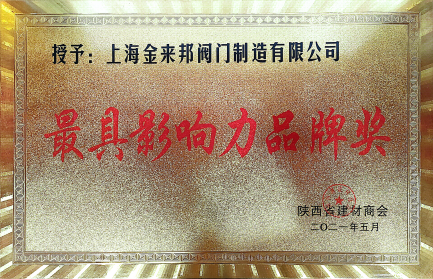 授予：上海金来邦阀门制造有限公司
最具影响力品牌奖
陕西省建材商会
二〇二一年五月